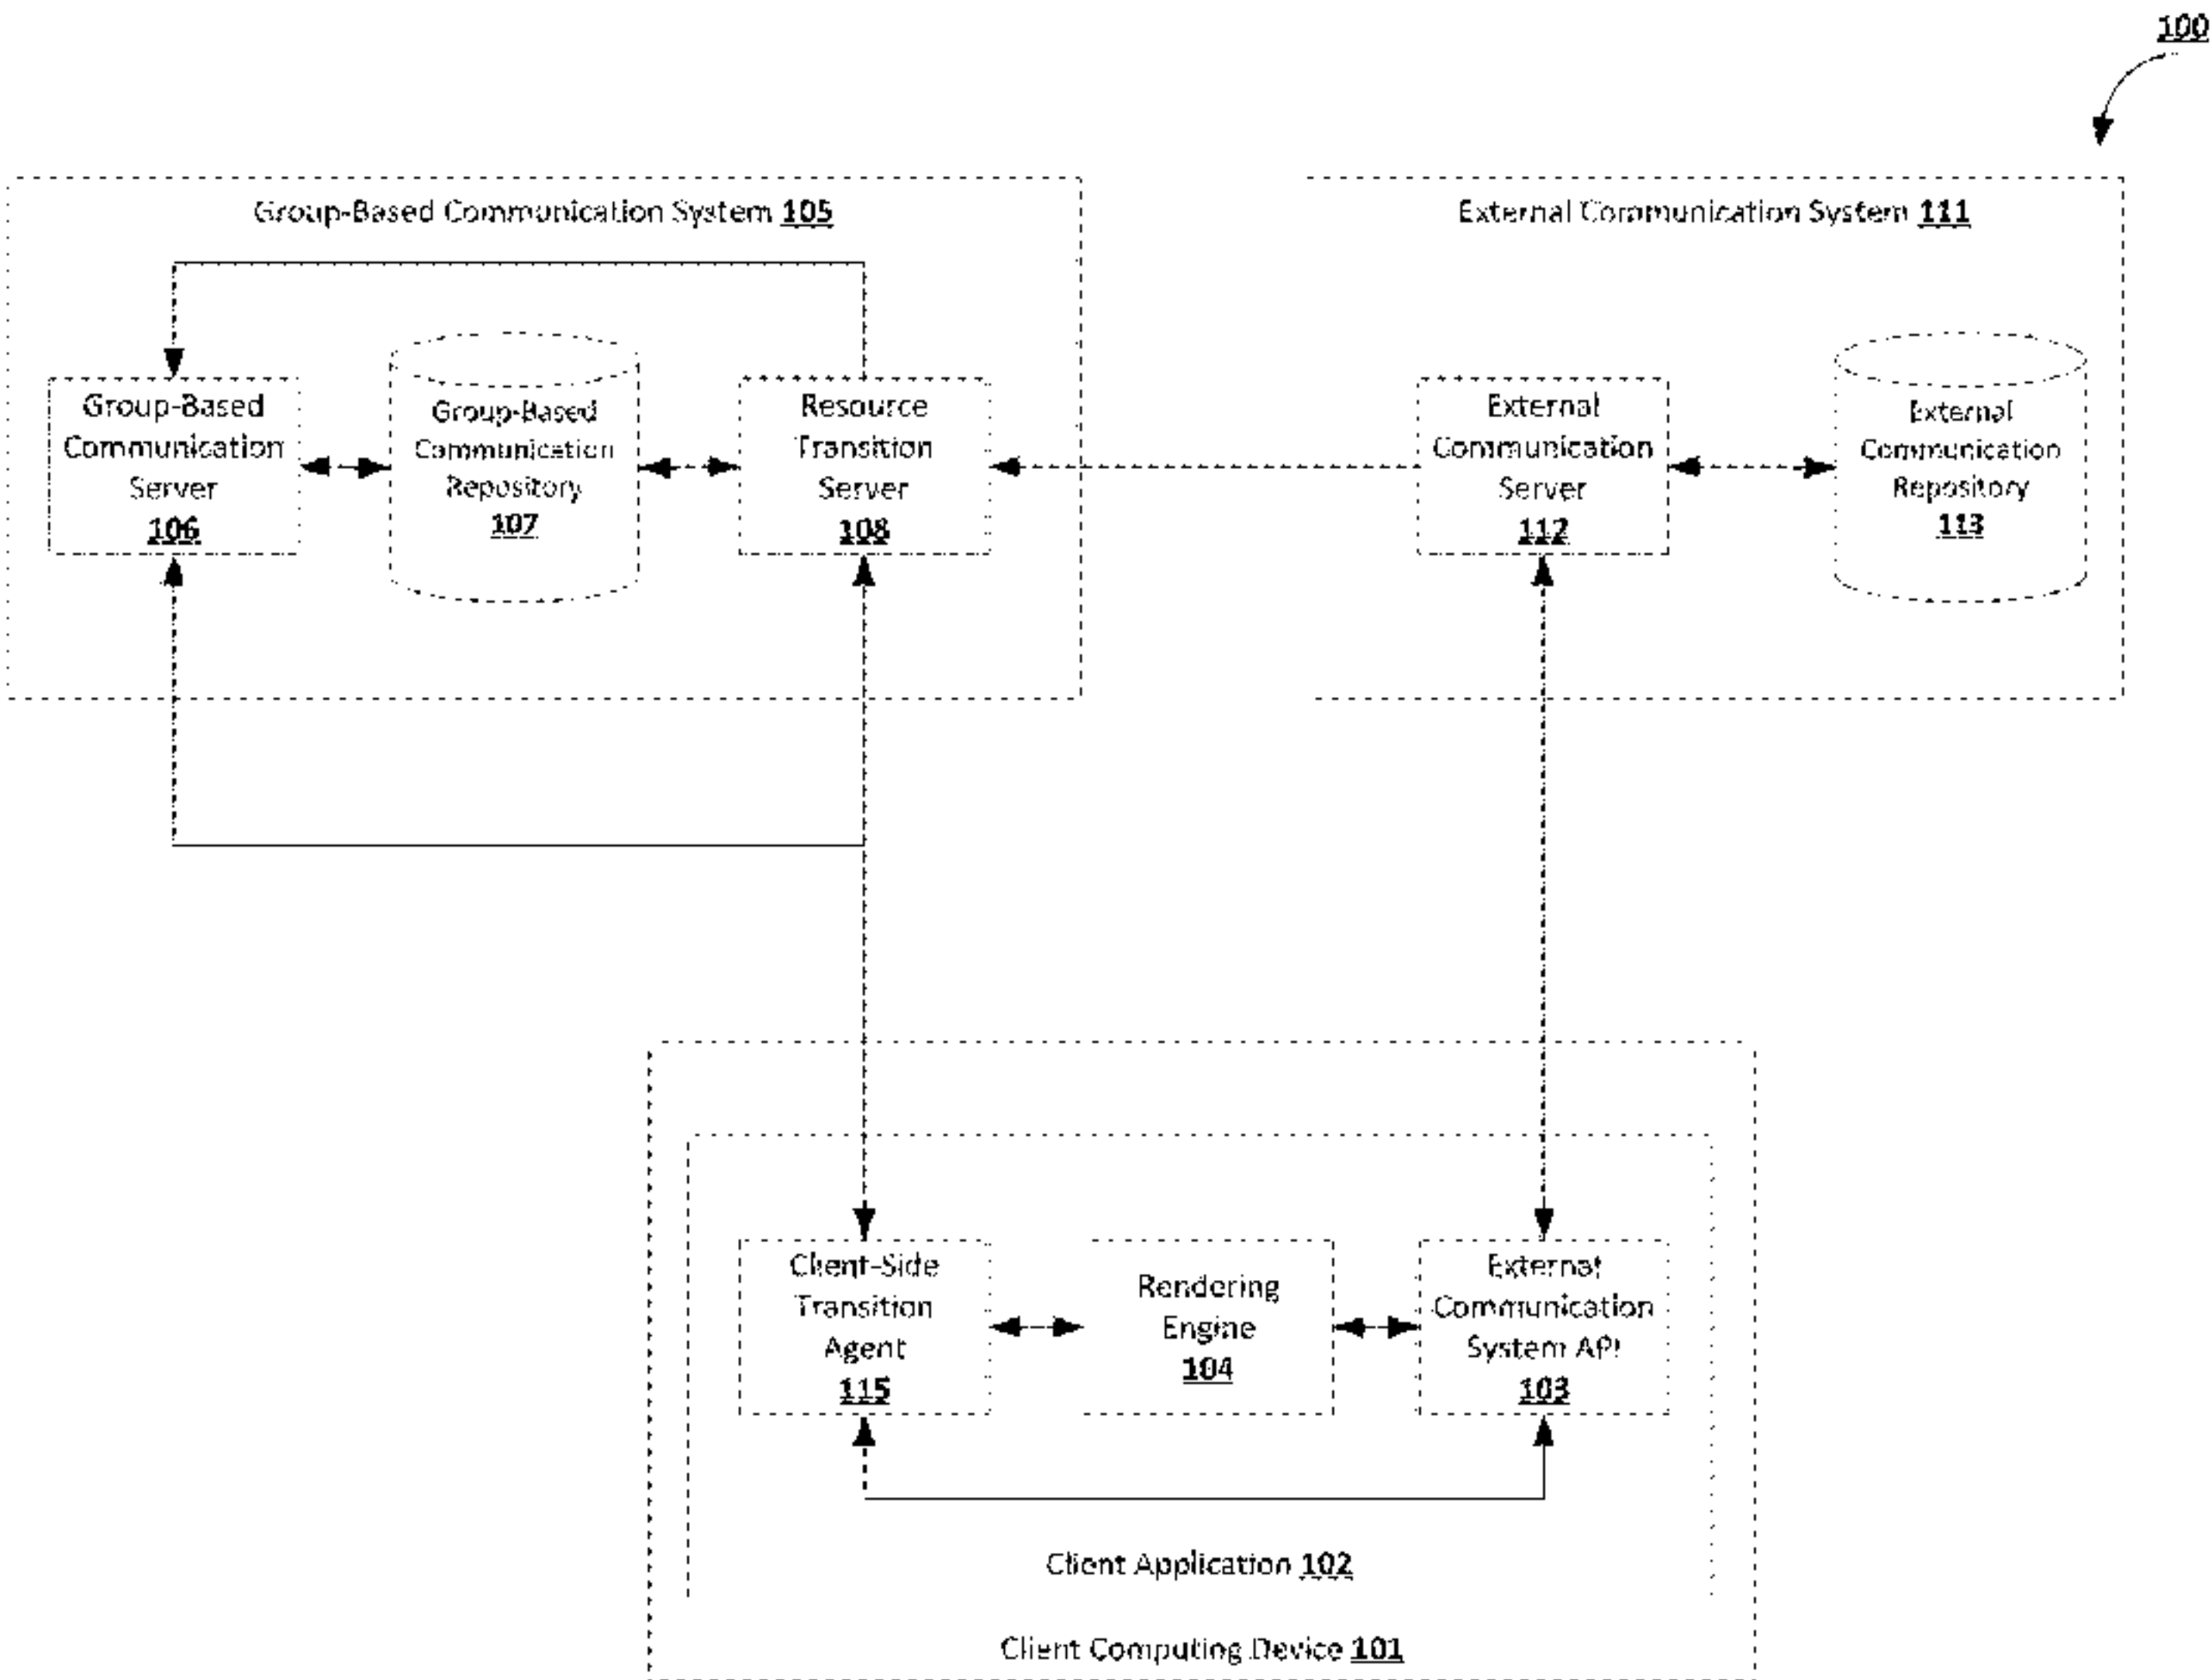 100
Group-Based Communication System 105
External Communication System 111
Group-Based
Communication
Server
106
Group-Based
Communication
Repository
107
Resource
Transition
Server
108
External
Communication
Server
112
External
Communication
Repository
113
Client-Side
Transition
Agent
115
Rendering
Engine
104
External
Communication
System API
103
Client Application 102
Client Computing Device 101